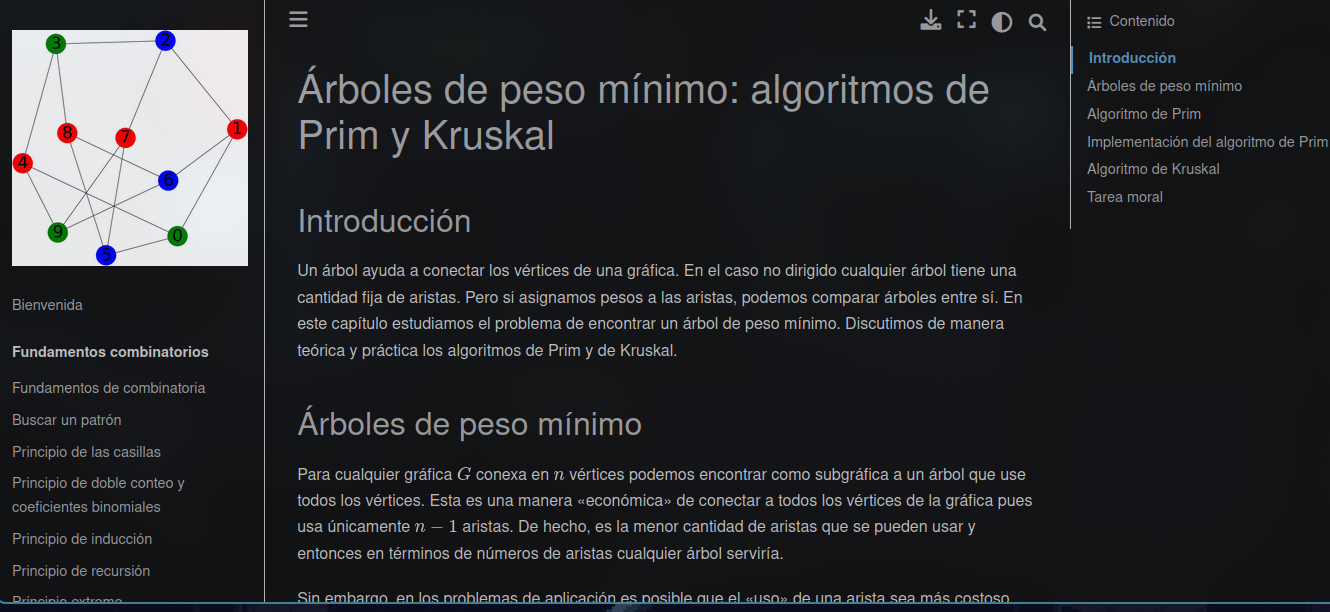 3
2
8
7
1
4
6
9
0
5
Bienvenida
Fundamentos combinatorios
Fundamentos de combinatoria
Buscar un patrón
Principio de las casillas
Principio de doble conteo y
coeficientes binomiales
Principio de inducción
Principio de recursión
Principio extremo
Árboles de peso mínimo: algoritmos de
Prim y Kruskal
Introducción
Un árbol ayuda a conectar los vértices de una gráfica. En el caso no dirigido cualquier árbol tiene una
cantidad fija de aristas. Pero si asignamos pesos a las aristas, podemos comparar árboles entre sí. En
este capítulo estudiamos el problema de encontrar un árbol de peso mínimo. Discutimos de manera
teórica y práctica los algoritmos de Prim y de Kruskal.
Árboles de peso mínimo
Para cualquier gráfica G conexa en n vértices podemos encontrar como subgráfica a un árbol que use
todos los vértices. Esta es una manera «económica» de conectar a todos los vértices de la gráfica pues
usa únicamente n − 1 aristas. De hecho, es la menor cantidad de aristas que se pueden usar y
entonces en términos de números de aristas cualquier árbol serviría.
Sin embargo, en los problemas de aplicación es posible que el «uso» de una arista sea más costoso
Contenido
Introducción
Árboles de peso mínimo
Algoritmo de Prim
Implementación del algoritmo de Prim
Algoritmo de Kruskal
Tarea moral